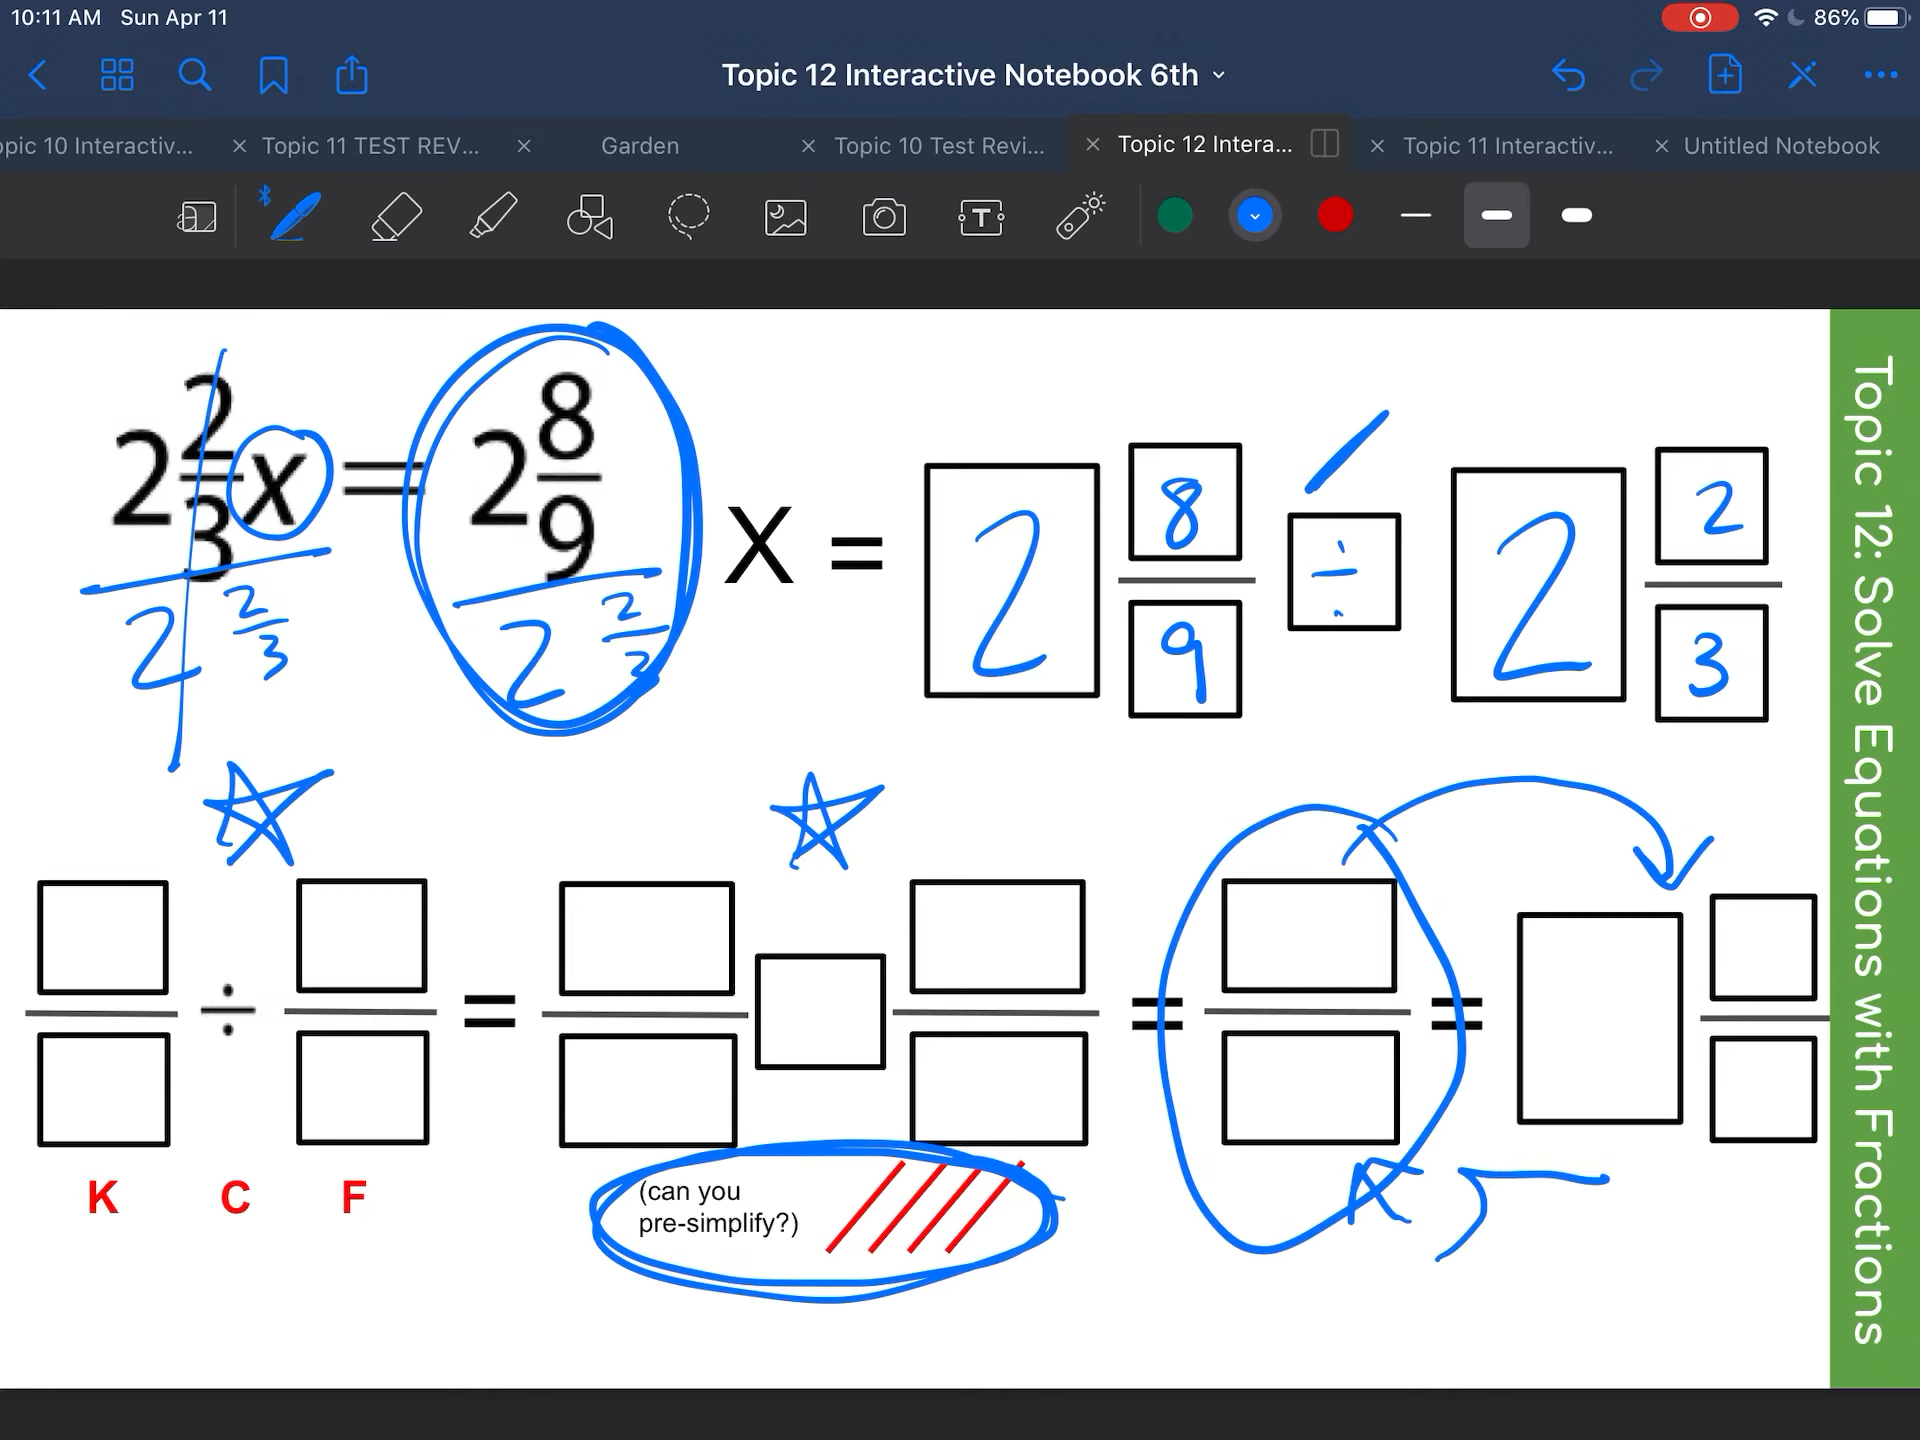 10:11 AM Sun Apr 11
86%
Topic 12 Interactive Notebook 6th
opic 10 Interactiv...
Topic 11 TEST REV...
Garden
Topic 10 Test Revi...
Topic 12 Intera...
Topic 11 Interactiv...
Untitled Notebook
2 2/3 x = 2 8/9
2 2/3
2 2/3
X = 2 8/9 ÷ 2 2/3
÷ = = =
K C F
(can you
pre-simplify?)
Topic 12: Solve Equations with Fractions